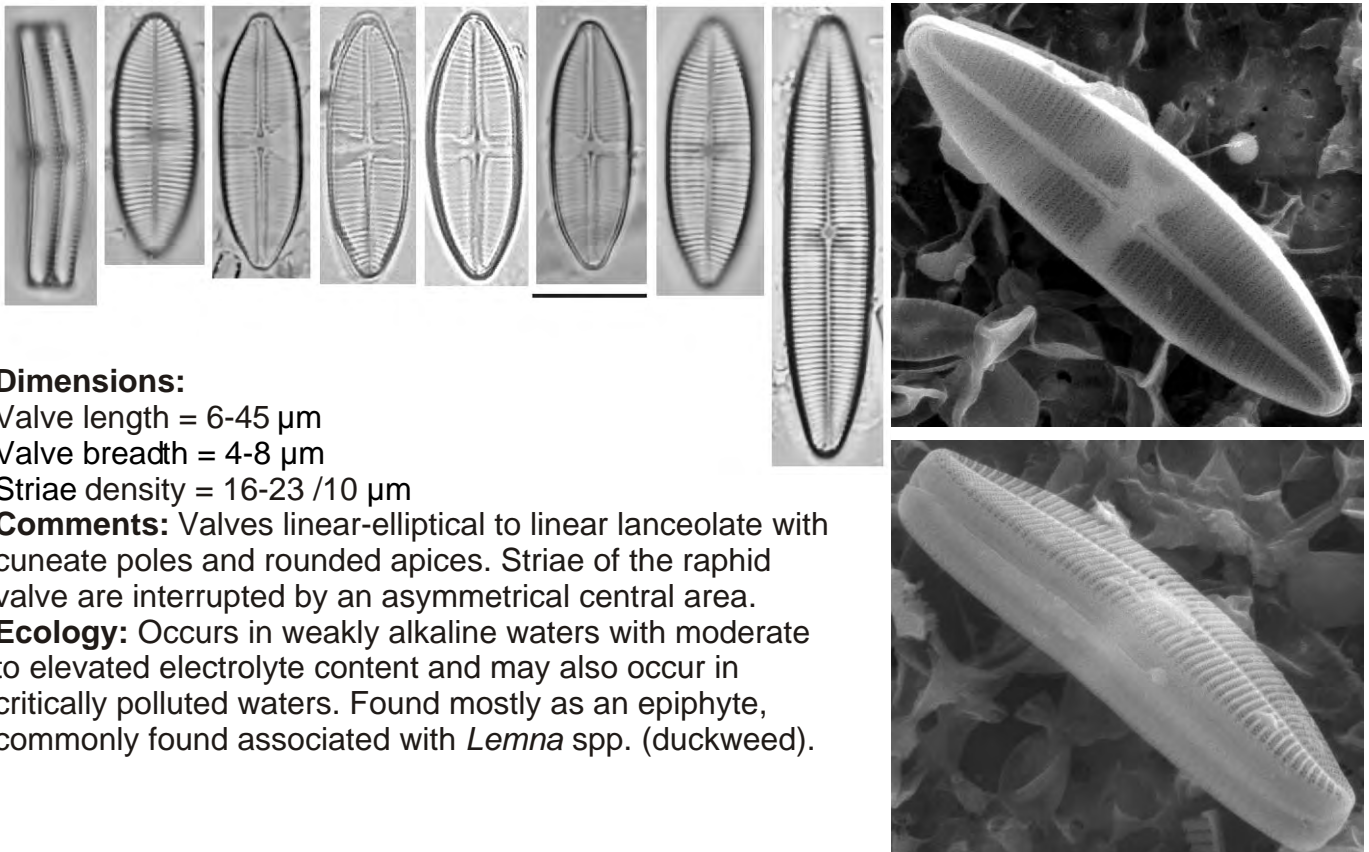 Dimensions:
Valve length = 6-45 µm
Valve breadth = 4-8 µm
Striae density = 16-23 /10 µm
Comments: Valves linear-elliptical to linear lanceolate with
cuneate poles and rounded apices. Striae of the raphid
valve are interrupted by an asymmetrical central area.
Ecology: Occurs in weakly alkaline waters with moderate
to elevated electrolyte content and may also occur in
critically polluted waters. Found mostly as an epiphyte,
commonly found associated with Lemna spp. (duckweed).